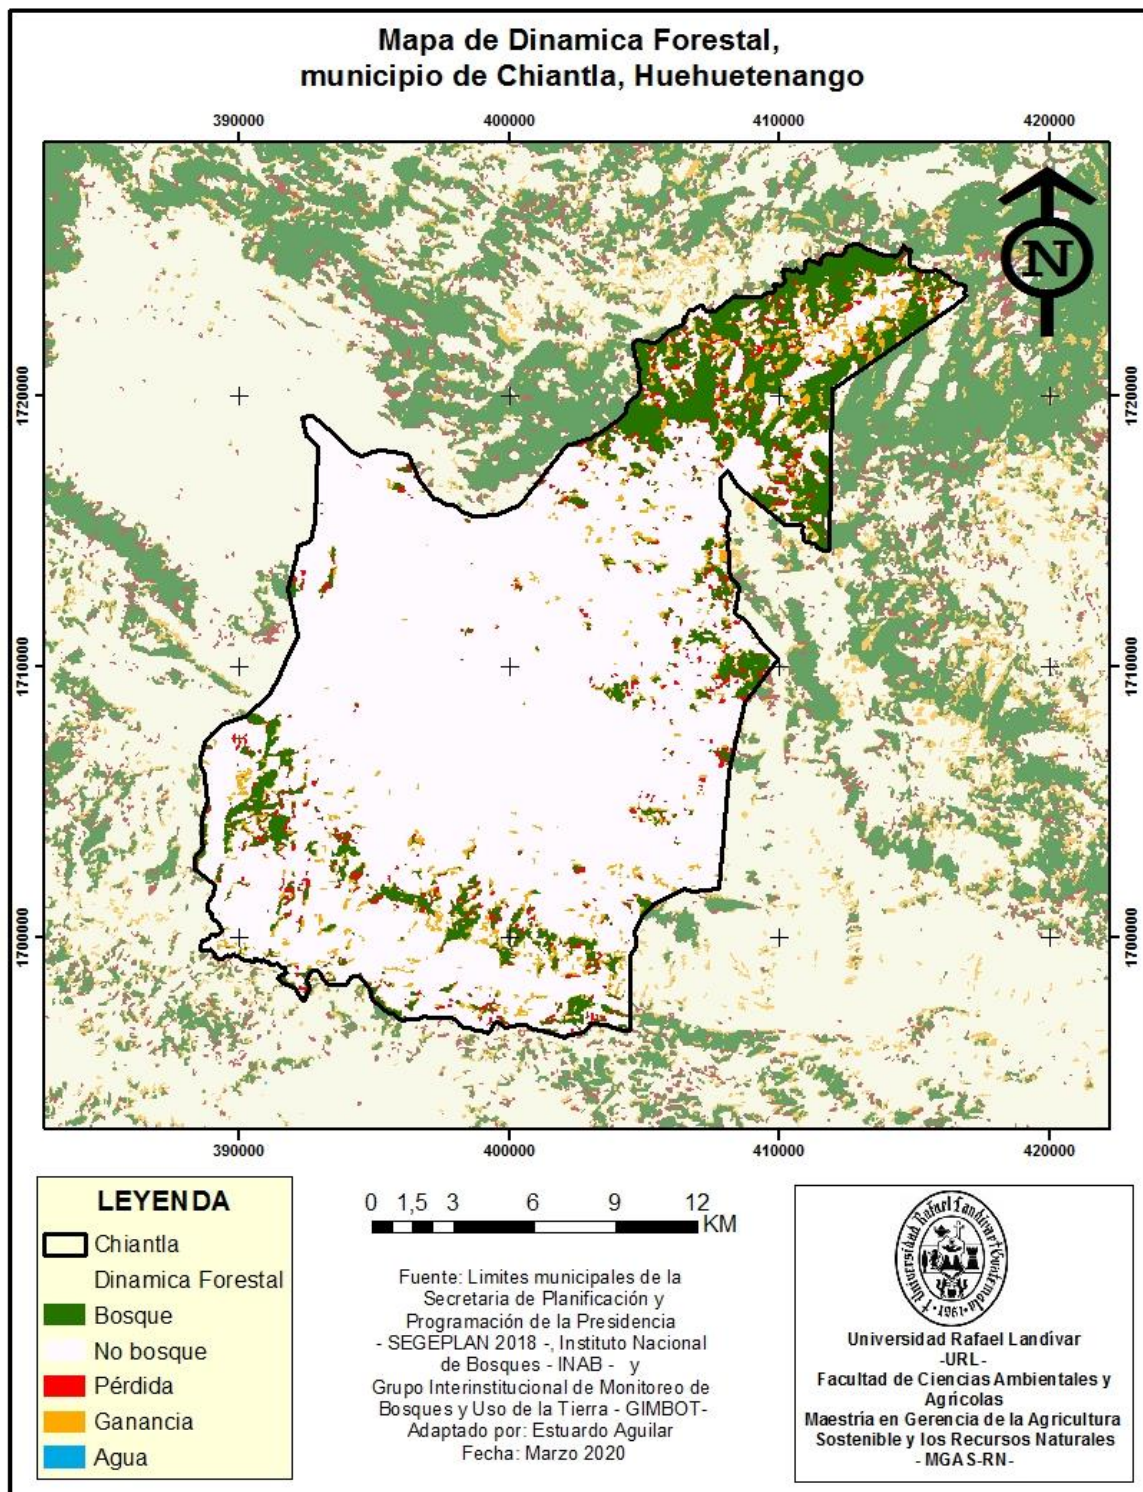 Mapa de Dinamica Forestal,
municipio de Chiantla, Huehuetenango
390000 400000 410000 420000
1720000 1720000
1710000 1710000
1700000 1700000
N
390000 400000 410000 420000
LEYENDA
Chiantla
Dinamica Forestal
Bosque
No bosque
Pérdida
Ganancia
Agua
0 1,5 3 6 9 12
KM
Fuente: Limites municipales de la
Secretaria de Planificación y
Programación de la Presidencia
- SEGEPLAN 2018 -, Instituto Nacional
de Bosques - INAB - y
Grupo Interinstitucional de Monitoreo de
Bosques y Uso de la Tierra - GIMBOT-
Adaptado por: Estuardo Aguilar
Fecha: Marzo 2020
Universidad Rafael Landívar Guatemala
1961
Universidad Rafael Landívar
-URL-
Facultad de Ciencias Ambientales y
Agrícolas
Maestría en Gerencia de la Agricultura
Sostenible y los Recursos Naturales
-MGAS-RN-